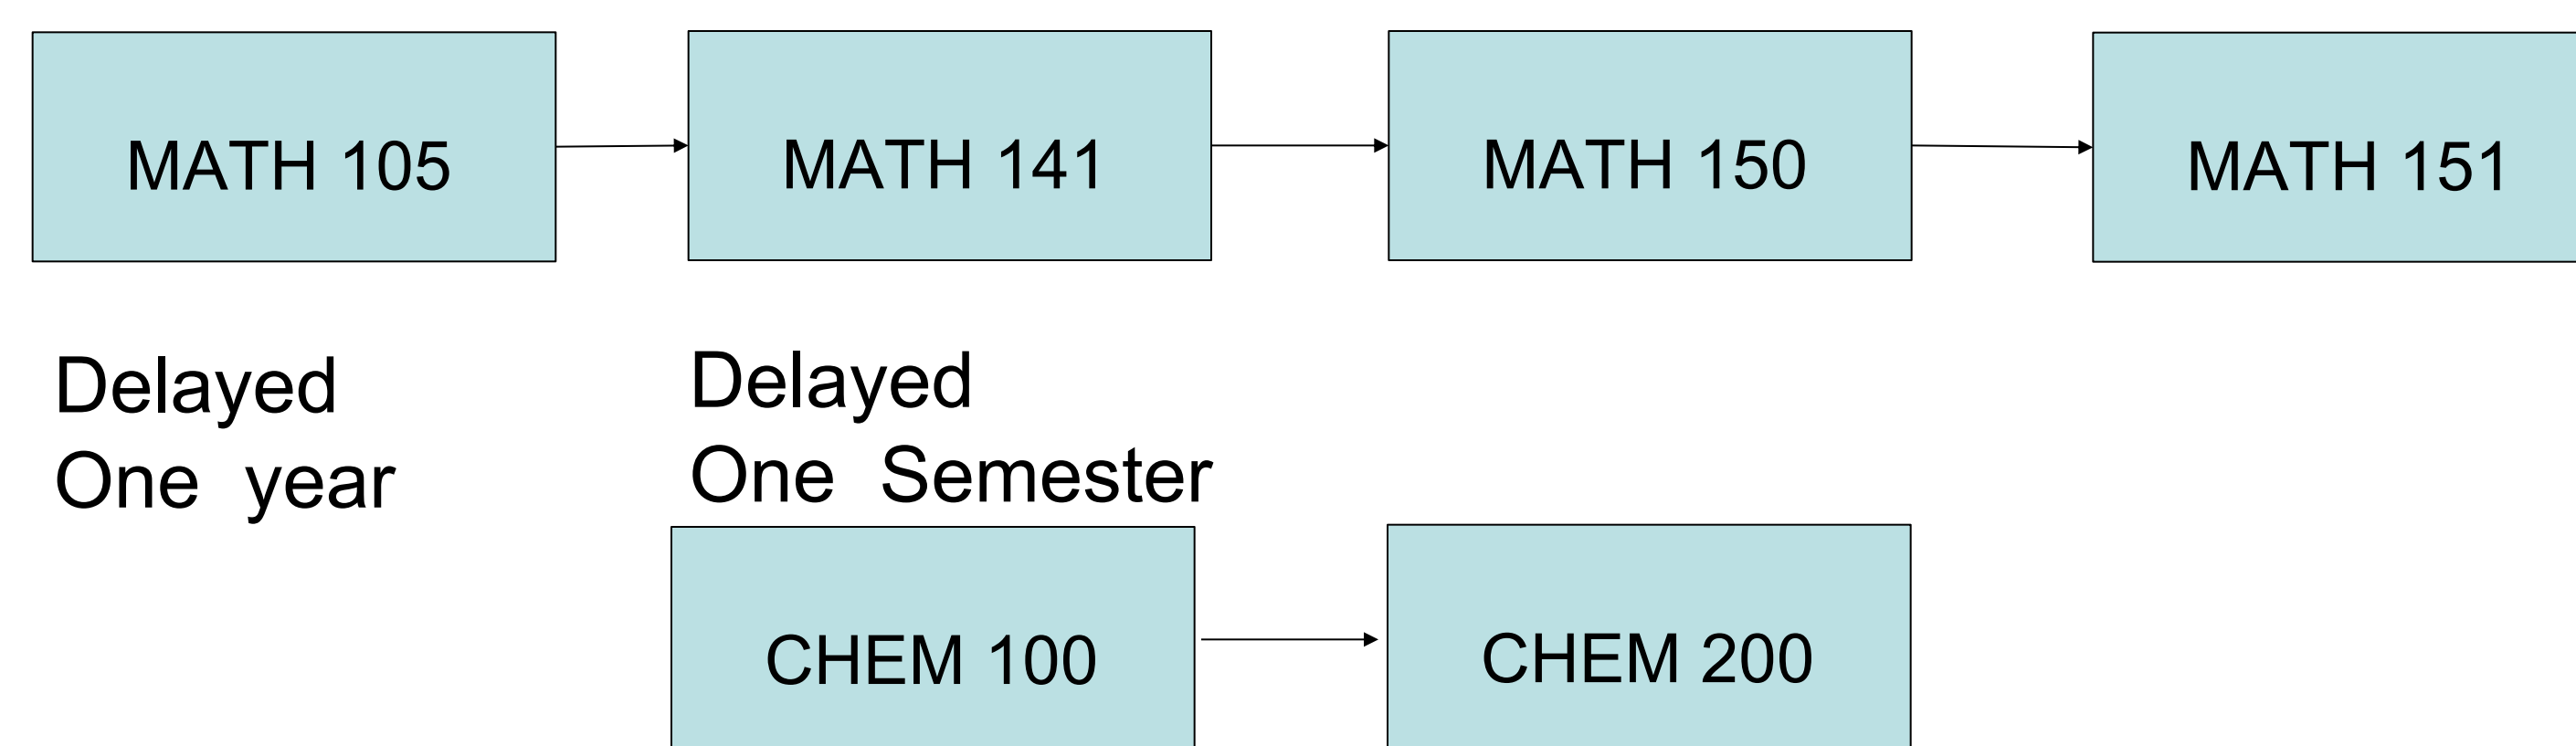 MATH 105
MATH 141
MATH 150
MATH 151
Delayed
One year
Delayed
One Semester
CHEM 100
CHEM 200